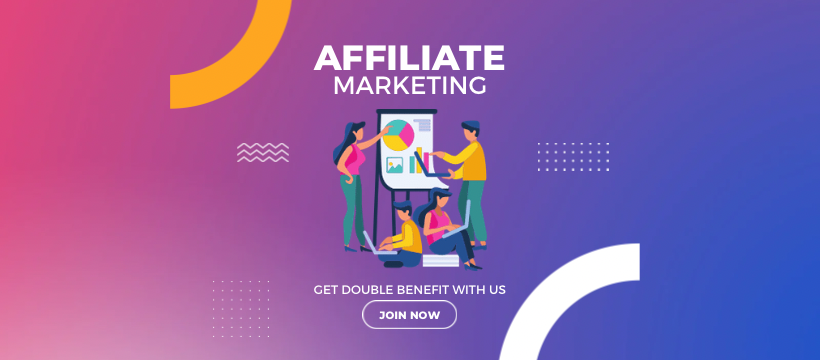 AFFILIATE
MARKETING
GET DOUBLE BENEFIT WITH US
JOIN NOW